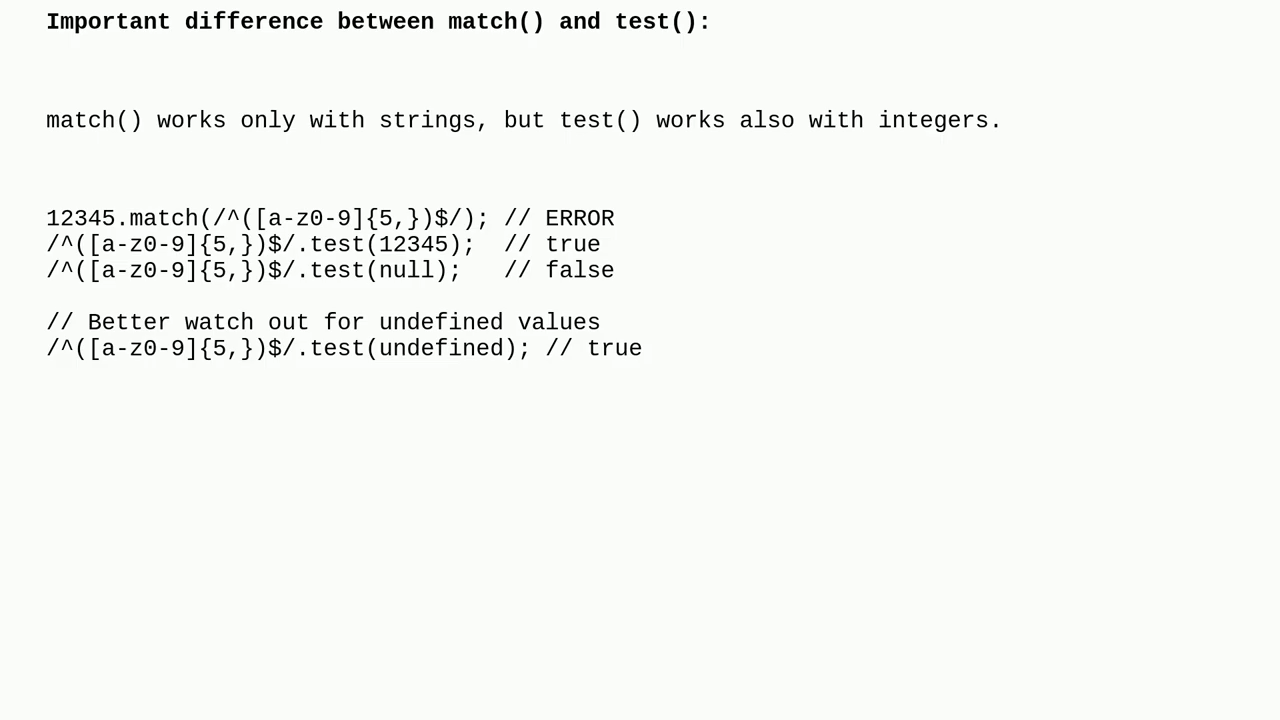 Important difference between match() and test():
match() works only with strings, but test() works also with integers.
12345.match(/^([a-z0-9]{5,})$/); // ERROR
/^([a-z0-9]{5,})$/.test(12345);  // true
/^([a-z0-9]{5,})$/.test(null);   // false
// Better watch out for undefined values
/^([a-z0-9]{5,})$/.test(undefined); // true